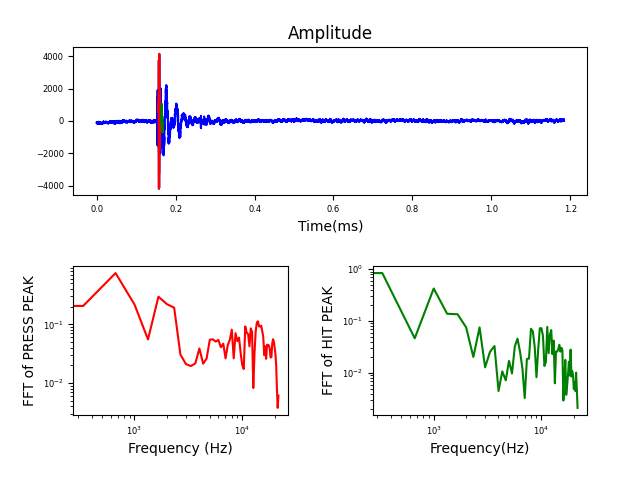 Amplitude
4000
2000
0
−2000
−4000
0.0 0.2 0.4 0.6 0.8 1.0 1.2
Time(ms)
FFT of PRESS PEAK
10⁻¹
10⁻²
10³ 10⁴
Frequency (Hz)
FFT of HIT PEAK
10⁰
10⁻¹
10⁻²
10³ 10⁴
Frequency(Hz)